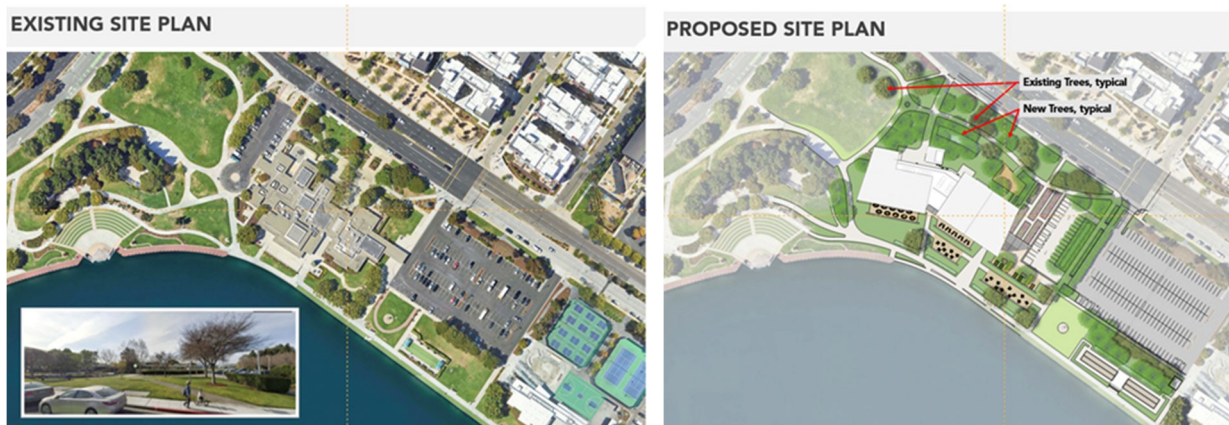 EXISTING SITE PLAN
PROPOSED SITE PLAN
Existing Trees, typical
New Trees, typical